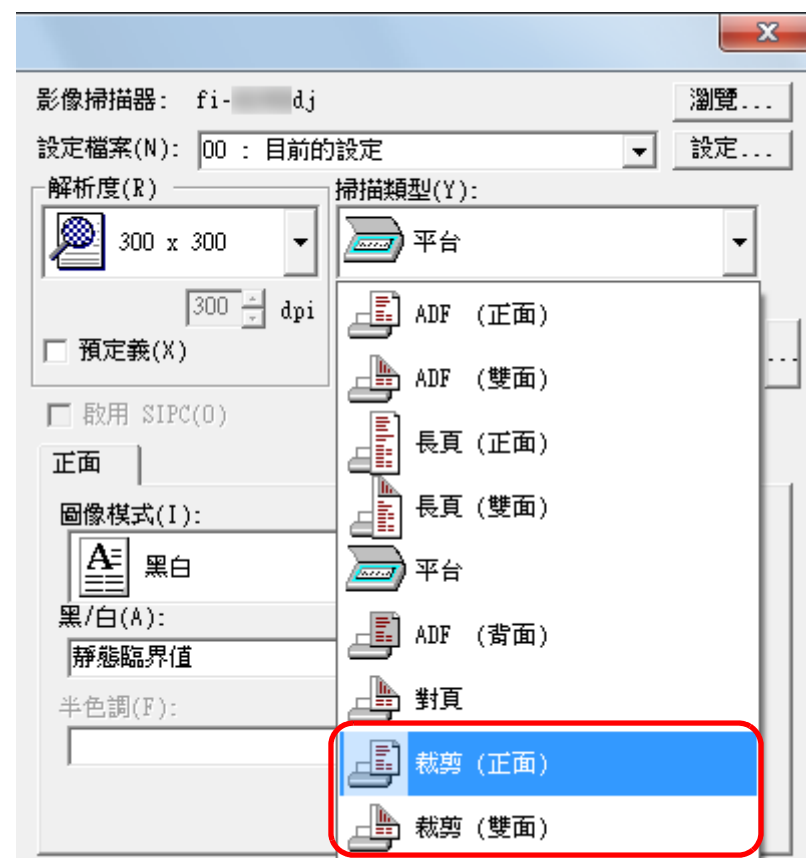 影像掃描器: fi- dj
瀏覽...
設定檔案(N): 00 : 目前的設定
設定...
解析度(R)
掃描類型(Y):
300 x 300
平台
300 dpi
預定義(X)
...
啟用 SIPC(O)
ADF (正面)
ADF (雙面)
長頁 (正面)
長頁 (雙面)
平台
ADF (背面)
對頁
裁剪 (正面)
裁剪 (雙面)
正面
圖像模式(I):
黑白
黑/白(A):
靜態臨界值
半色調(F):